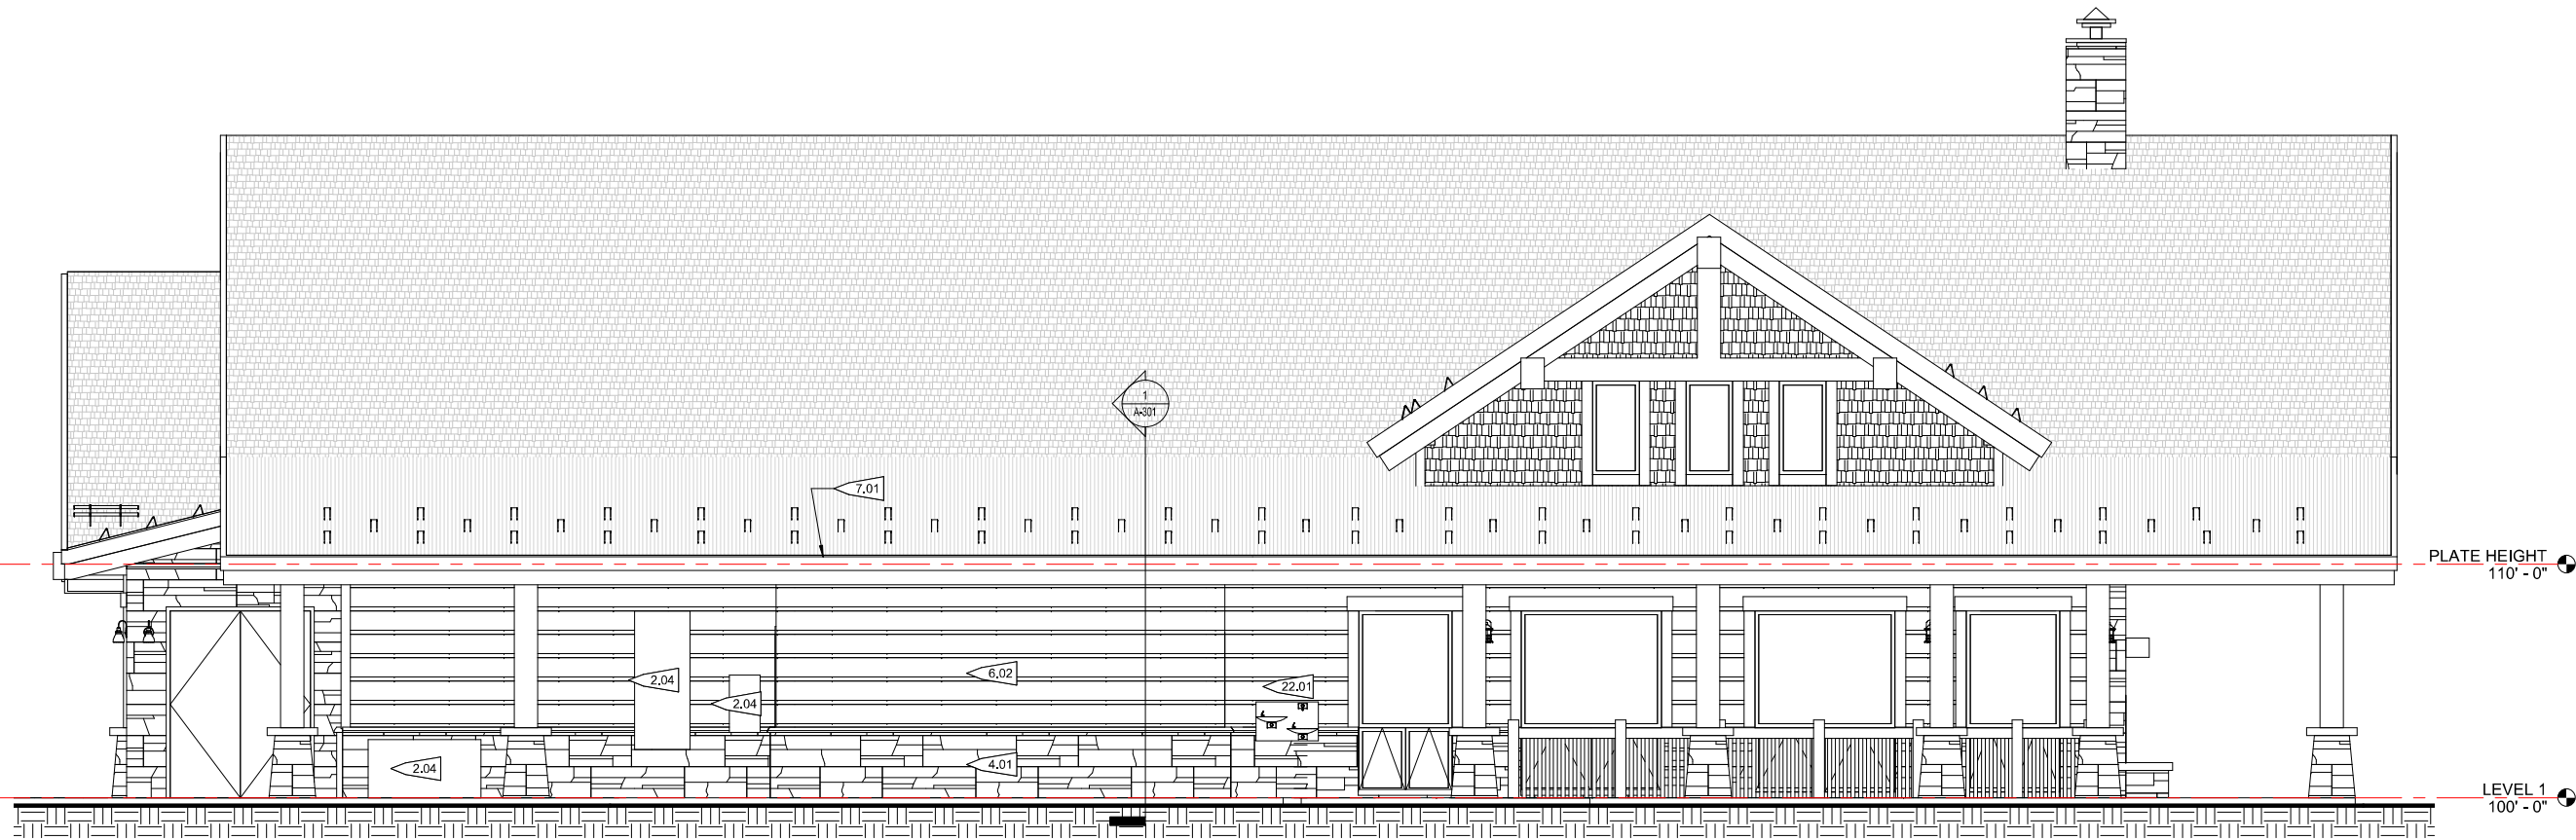 1
A-301
7.01
PLATE HEIGHT
110' - 0"
2.04
6.02
22.01
2.04
2.04
4.01
LEVEL 1
100' - 0"